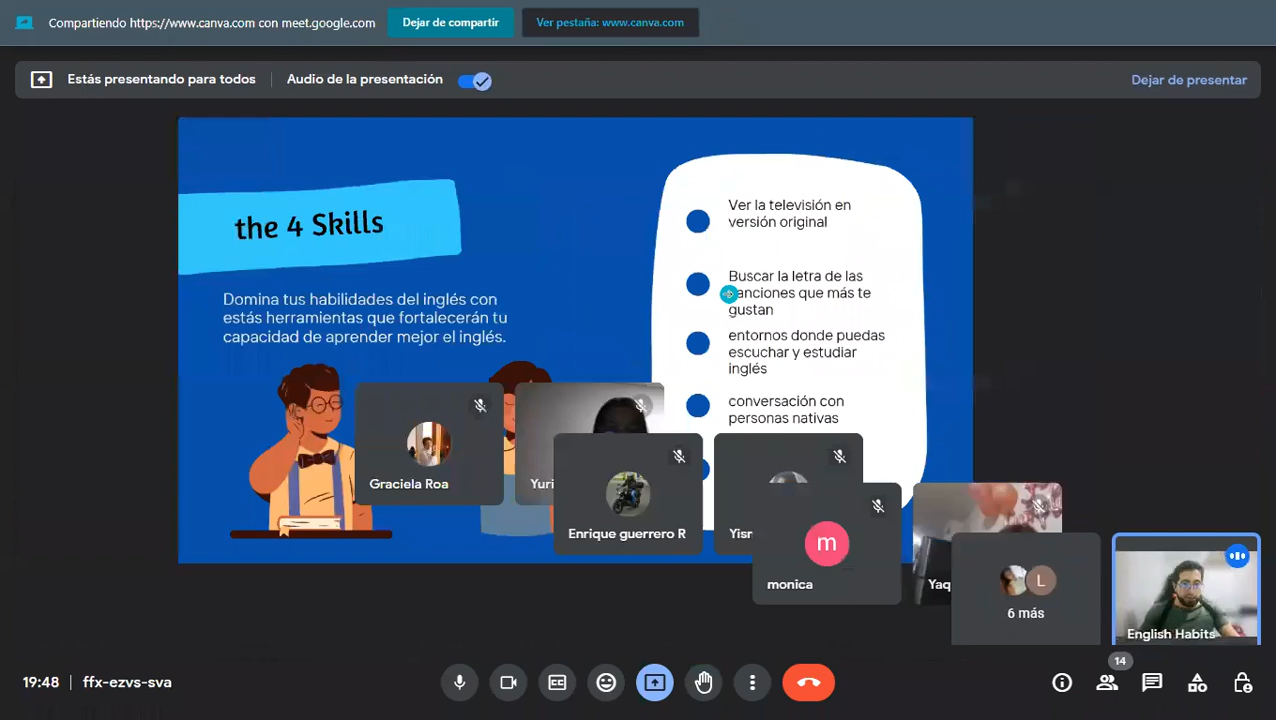 Compartiendo https://www.canva.com con meet.google.com
Dejar de compartir
Ver pestaña: www.canva.com
Estás presentando para todos
Audio de la presentación
Dejar de presentar
the 4 Skills
Domina tus habilidades del inglés con
estás herramientas que fortalecerán tu
capacidad de aprender mejor el inglés.
Ver la televisión en
versión original
Buscar la letra de las
canciones que más te
gustan
entornos donde puedas
escuchar y estudiar
inglés
conversación con
personas nativas
Graciela Roa
Yuri
Enrique guerrero R
Yisr
m
monica
Yaq
L
6 más
English Habits
19:48
ffx-ezvs-sva
14